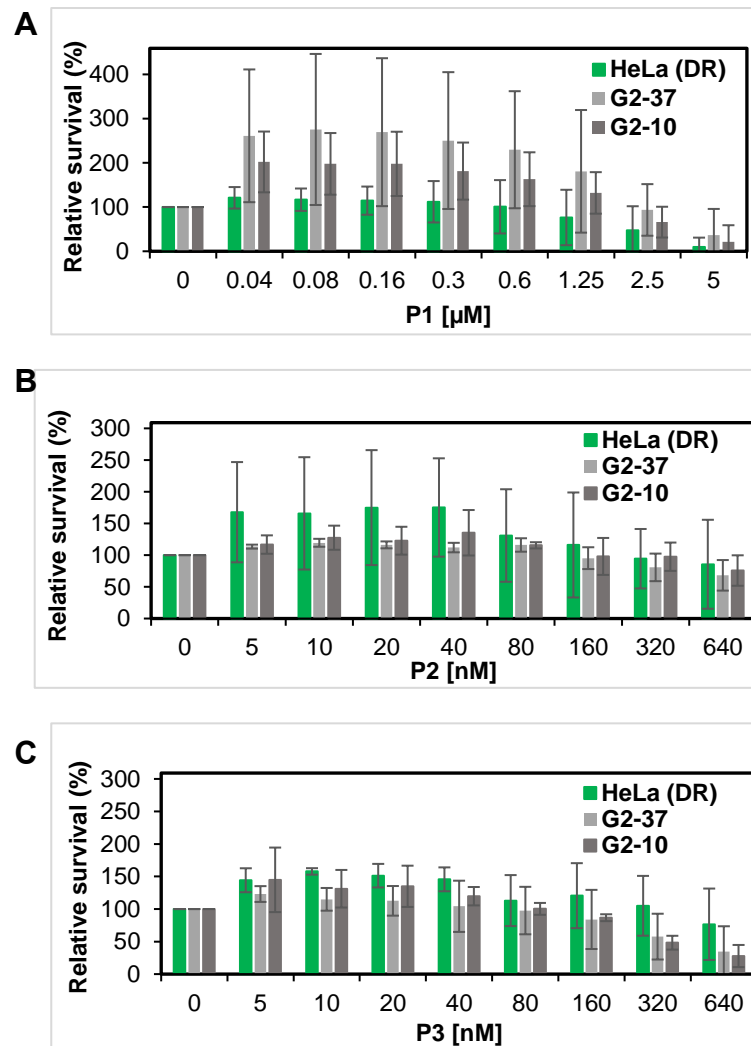 A
Relative survival (%)
400
300
200
100
0
HeLa (DR)
G2-37
G2-10
0 0.04 0.08 0.16 0.3 0.6 1.25 2.5 5
P1 [µM]
B
Relative survival (%)
300
250
200
150
100
50
0
HeLa (DR)
G2-37
G2-10
0 5 10 20 40 80 160 320 640
P2 [nM]
C
Relative survival (%)
300
250
200
150
100
50
0
HeLa (DR)
G2-37
G2-10
0 5 10 20 40 80 160 320 640
P3 [nM]